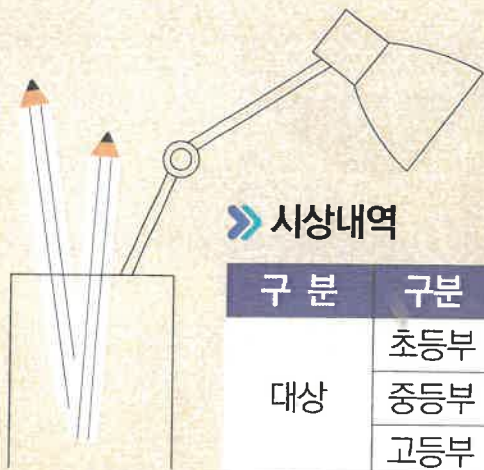 시상내역
구 분 구분
초등부
대상 중등부
고등부